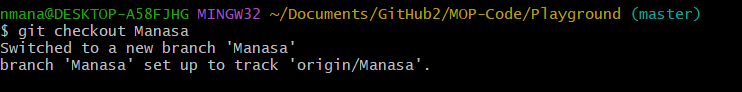 nmana@DESKTOP-A58FJHG MINGW32 ~/Documents/GitHub2/MOP-Code/Playground (master)
$ git checkout Manasa
Switched to a new branch 'Manasa'
branch 'Manasa' set up to track 'origin/Manasa'.